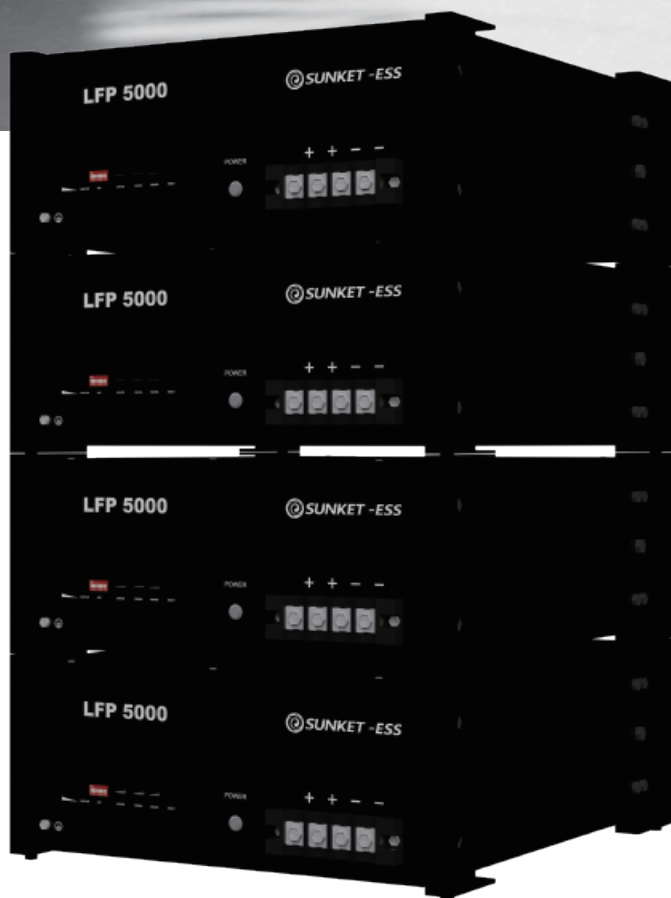 LFP 5000
SUNKET -ESS
POWER
+ + − −
LFP 5000
SUNKET -ESS
POWER
+ + − −
LFP 5000
SUNKET -ESS
POWER
+ + − −
LFP 5000
SUNKET -ESS
POWER
+ + − −